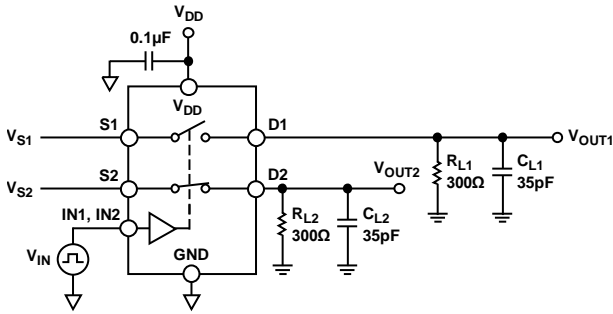 VDD
0.1µF
VDD
S1
D1
VS1
VOUT1
RL1
300Ω
CL1
35pF
S2
D2
VS2
VOUT2
RL2
300Ω
CL2
35pF
IN1, IN2
VIN
GND